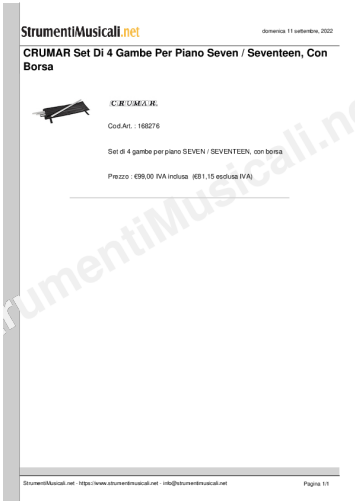 StrumentiMusicali.net
domenica 11 settembre, 2022
CRUMAR Set Di 4 Gambe Per Piano Seven / Seventeen, Con
Borsa
CRUMAR
Cod.Art. : 168276
Set di 4 gambe per piano SEVEN / SEVENTEEN, con borsa
Prezzo : €99,00 IVA inclusa (€81,15 esclusa IVA)
rumentiMusicali.ne
StrumentiMusicali.Net - https://www.strumentimusicali.net - info@strumentimusicali.net
Pagina 1/1